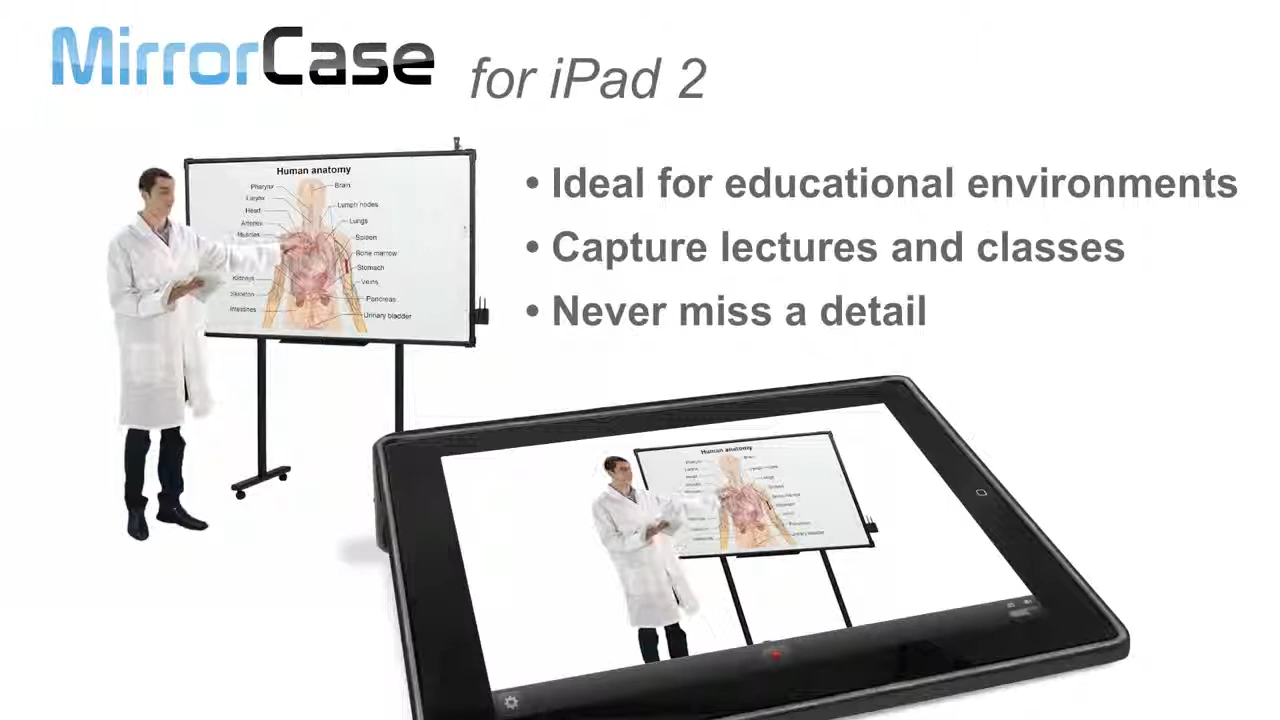 MirrorCase for iPad 2
• Ideal for educational environments
• Capture lectures and classes
• Never miss a detail
Human anatomy
Pharynx
Larynx
Heart
Arteries
Muscles
Kidneys
Skeleton
Intestines
Brain
Lymph nodes
Lungs
Spleen
Bone marrow
Stomach
Veins
Pancreas
Urinary bladder
Human anatomy